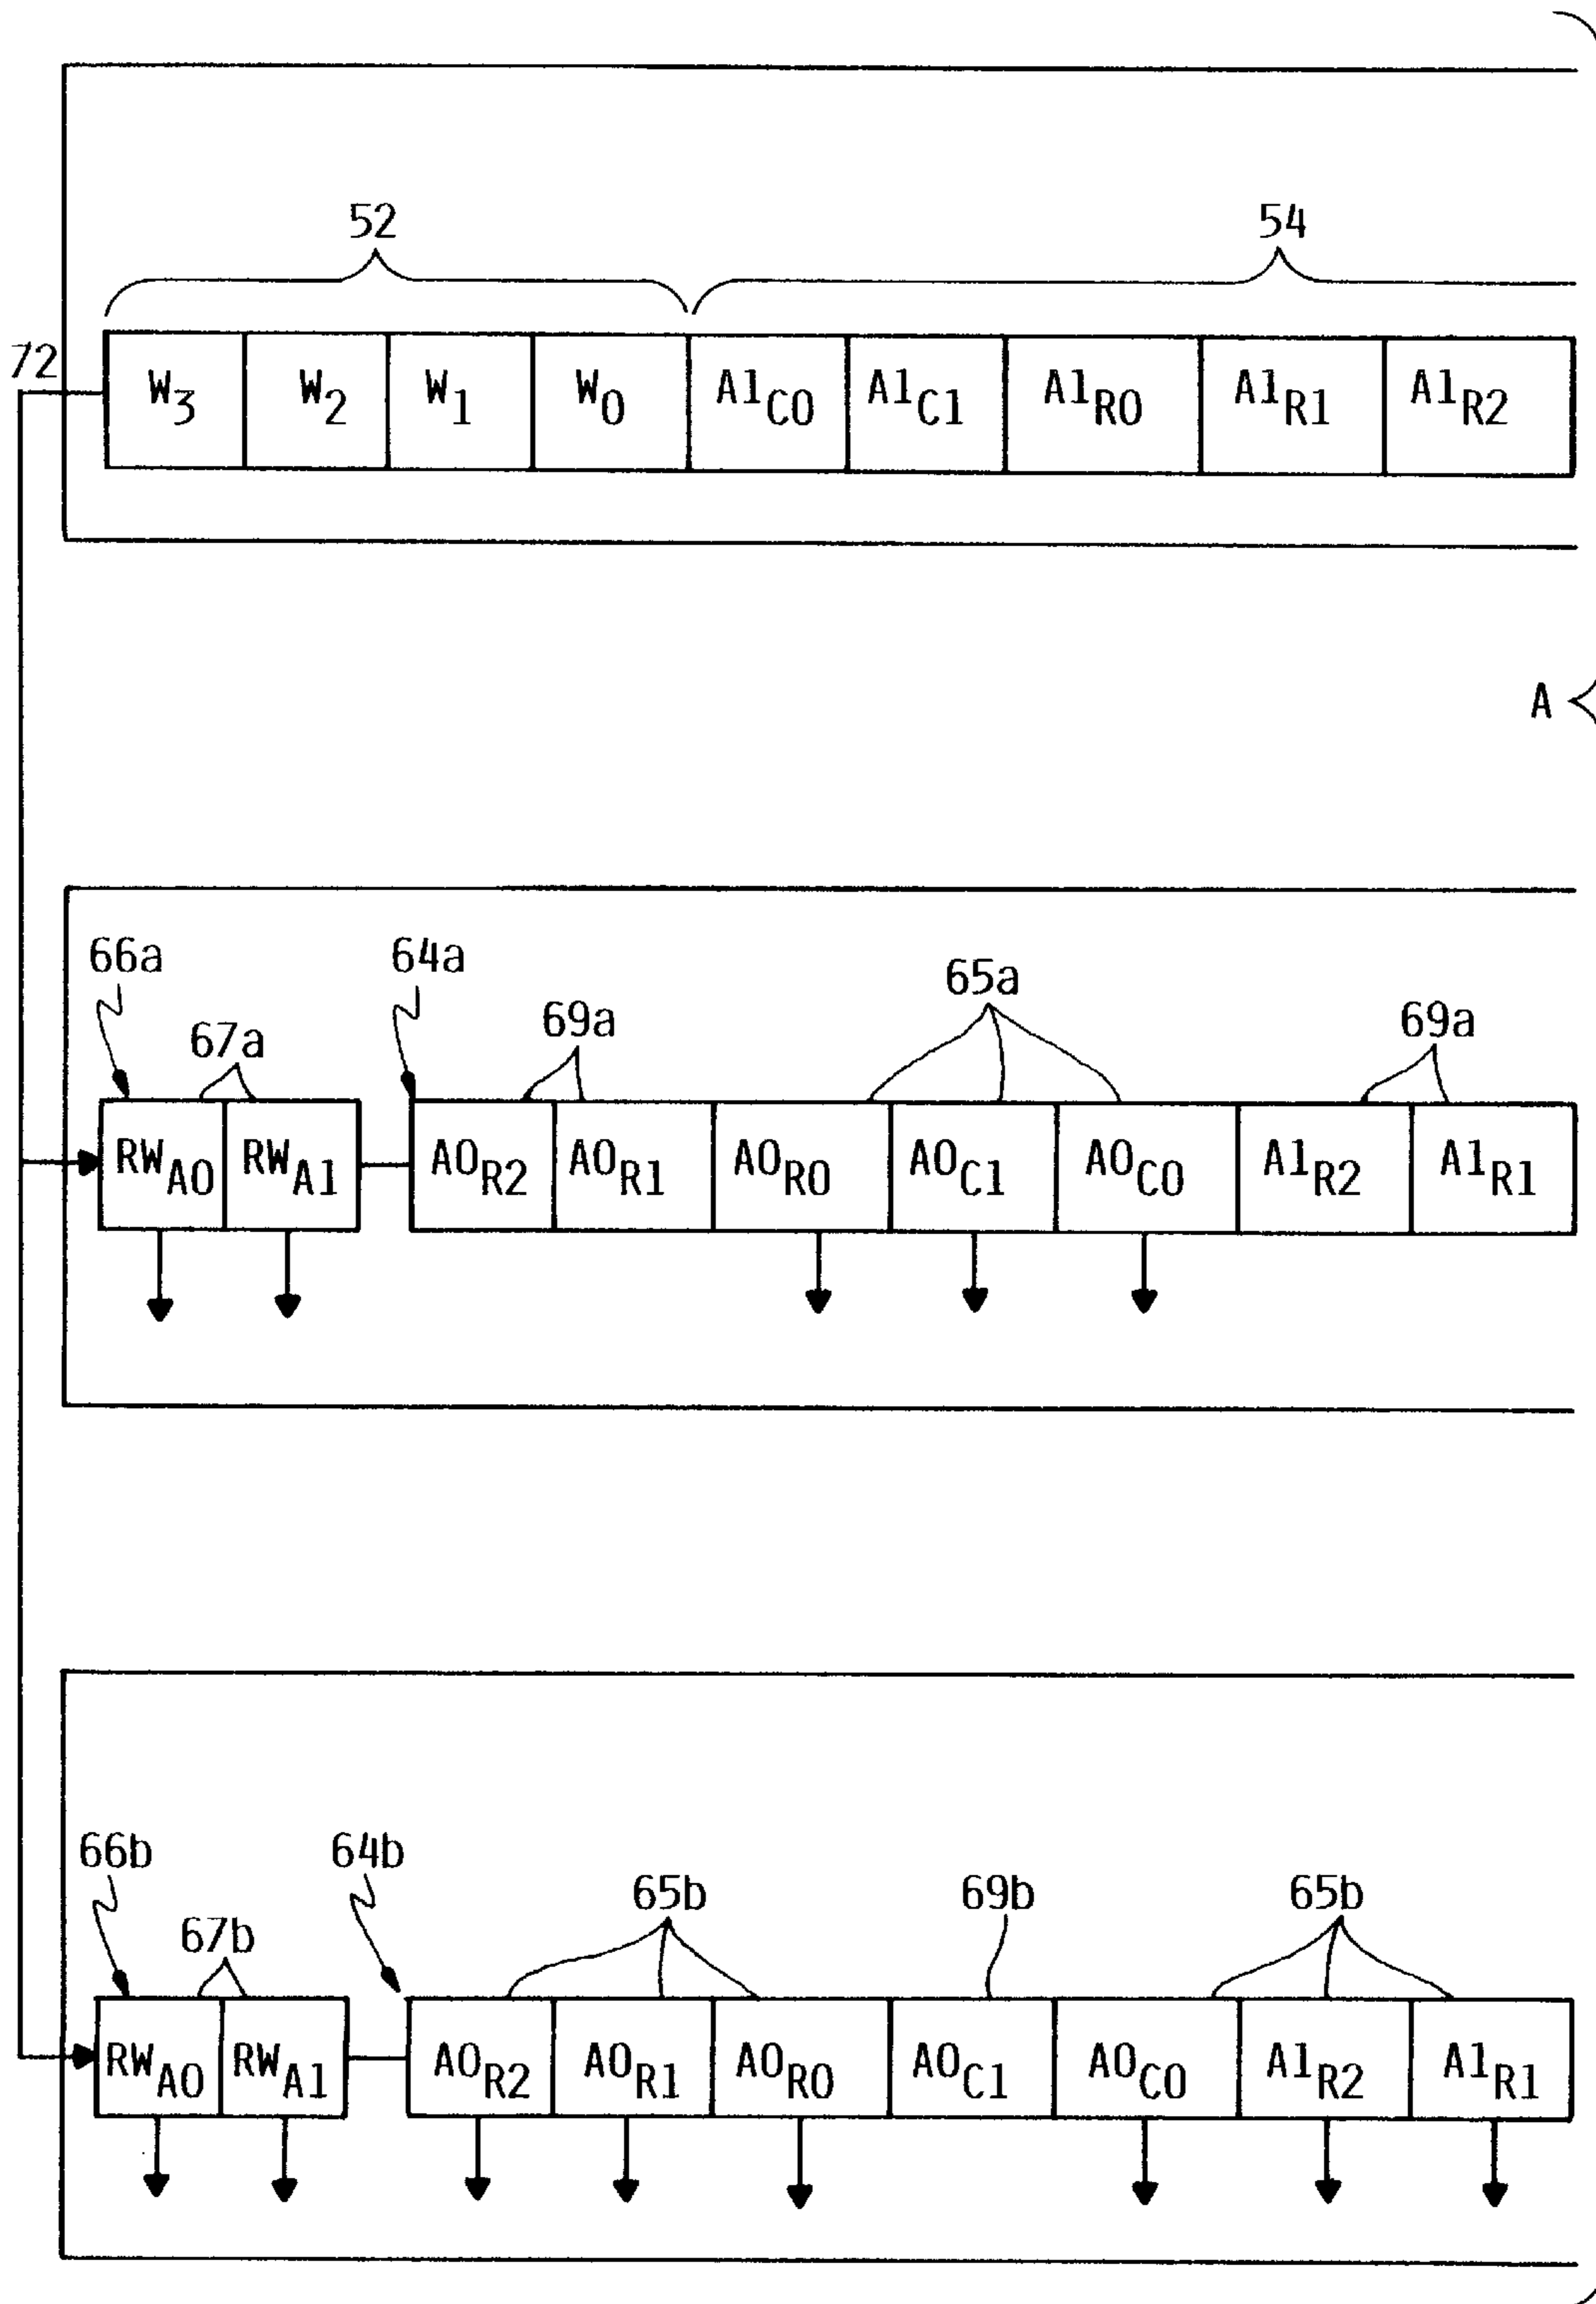 52 54
72
W3 W2 W1 W0 A1C0 A1C1 A1R0 A1R1 A1R2
A
66a 64a 65a
67a 69a 69a
RWA0 RWA1 A0R2 A0R1 A0R0 A0C1 A0C0 A1R2 A1R1
66b 64b 65b 69b 65b
67b
RWA0 RWA1 A0R2 A0R1 A0R0 A0C1 A0C0 A1R2 A1R1